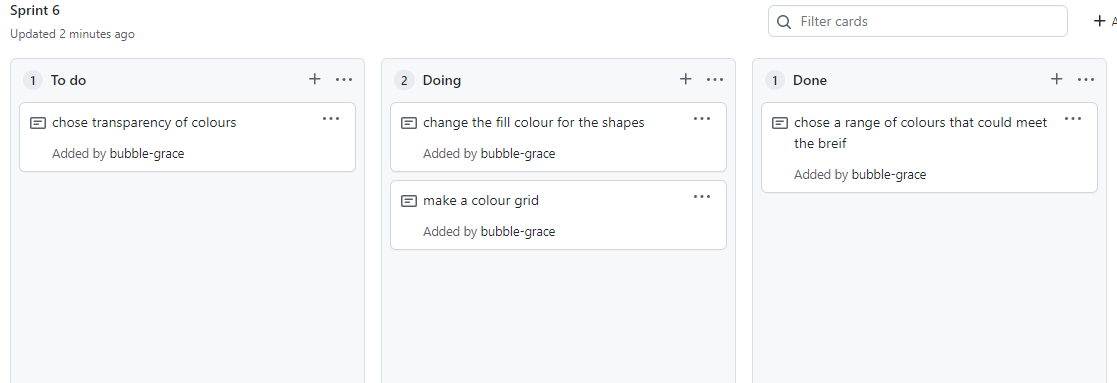 Sprint 6
Updated 2 minutes ago
Filter cards
A
1 To do
chose transparency of colours
Added by bubble-grace
2 Doing
change the fill colour for the shapes
Added by bubble-grace
make a colour grid
Added by bubble-grace
1 Done
chose a range of colours that could meet
the breif
Added by bubble-grace